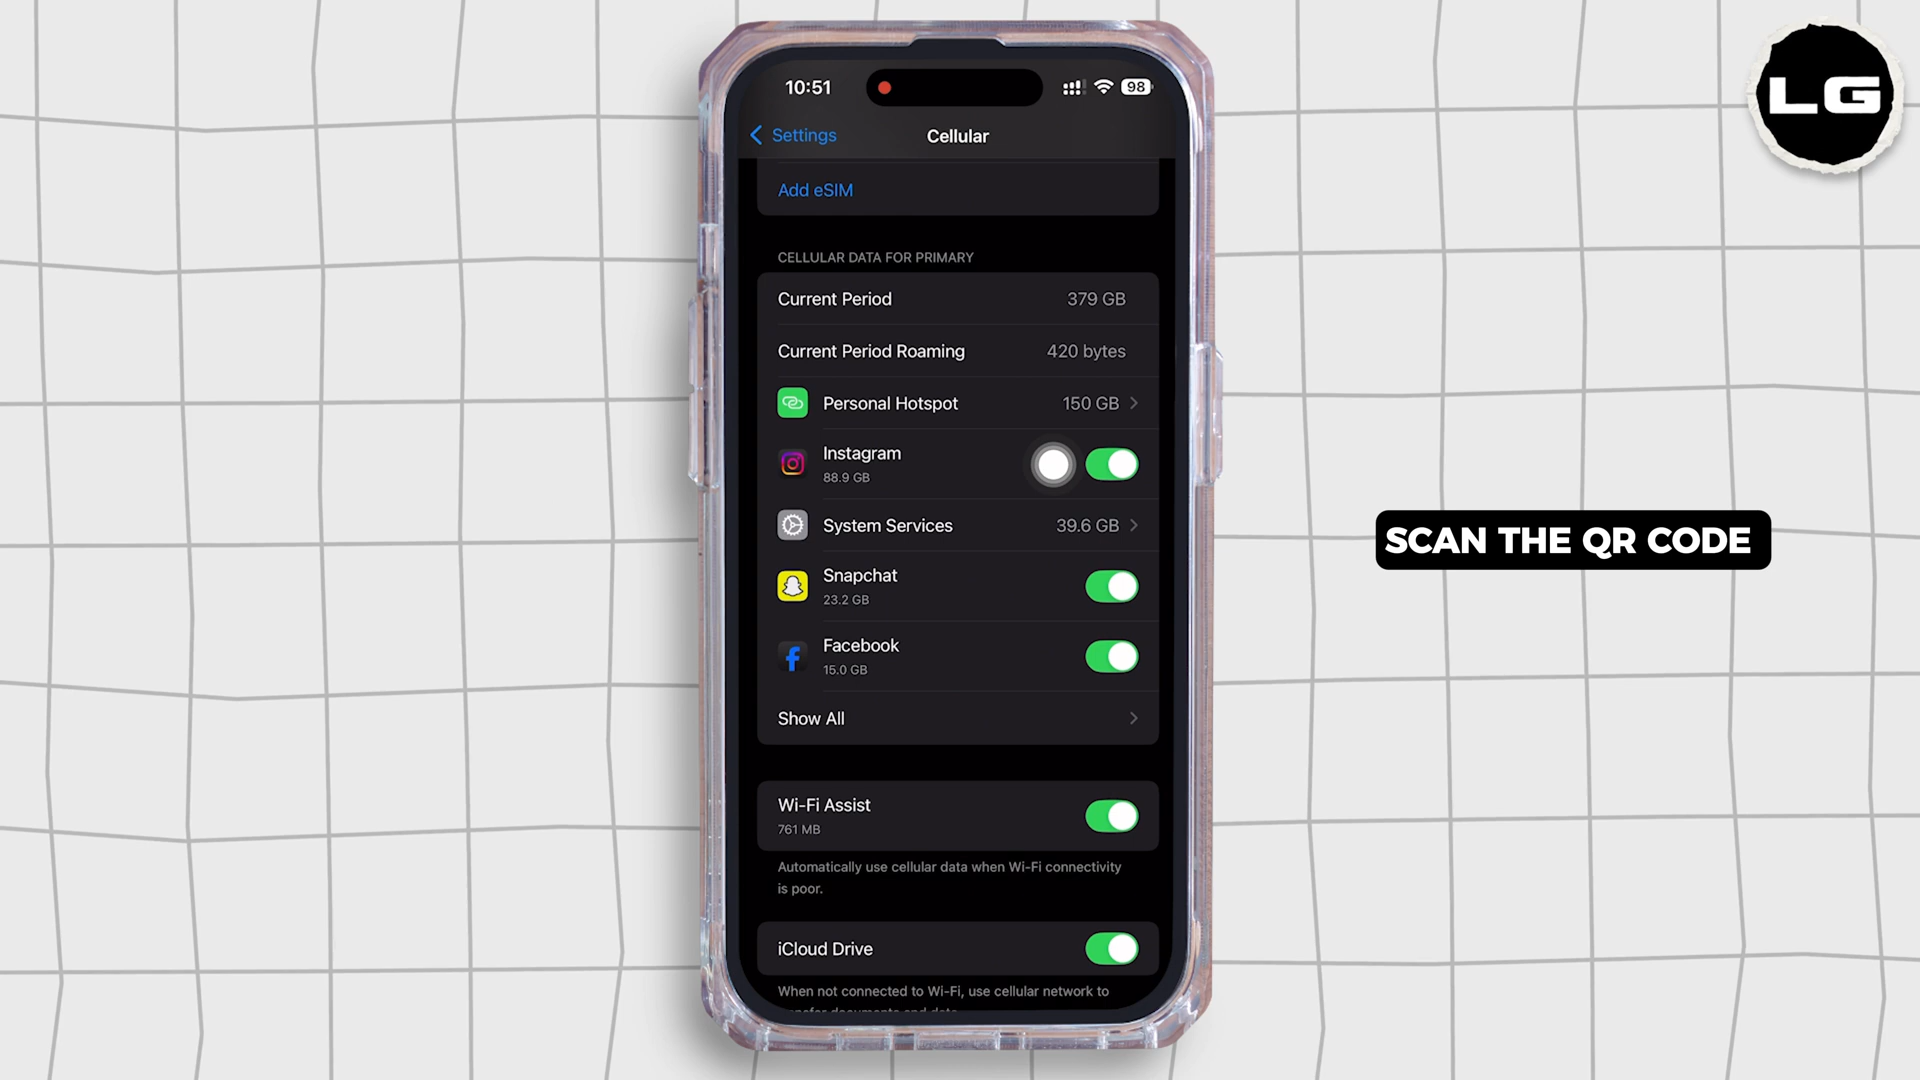 10:51
98
Settings
Cellular
Add eSIM
CELLULAR DATA FOR PRIMARY
Current Period
379 GB
Current Period Roaming
420 bytes
Personal Hotspot
150 GB
Instagram
88.9 GB
System Services
39.6 GB
Snapchat
23.2 GB
Facebook
15.0 GB
Show All
Wi-Fi Assist
761 MB
Automatically use cellular data when Wi-Fi connectivity
is poor.
iCloud Drive
When not connected to Wi-Fi, use cellular network to
LG
SCAN THE QR CODE